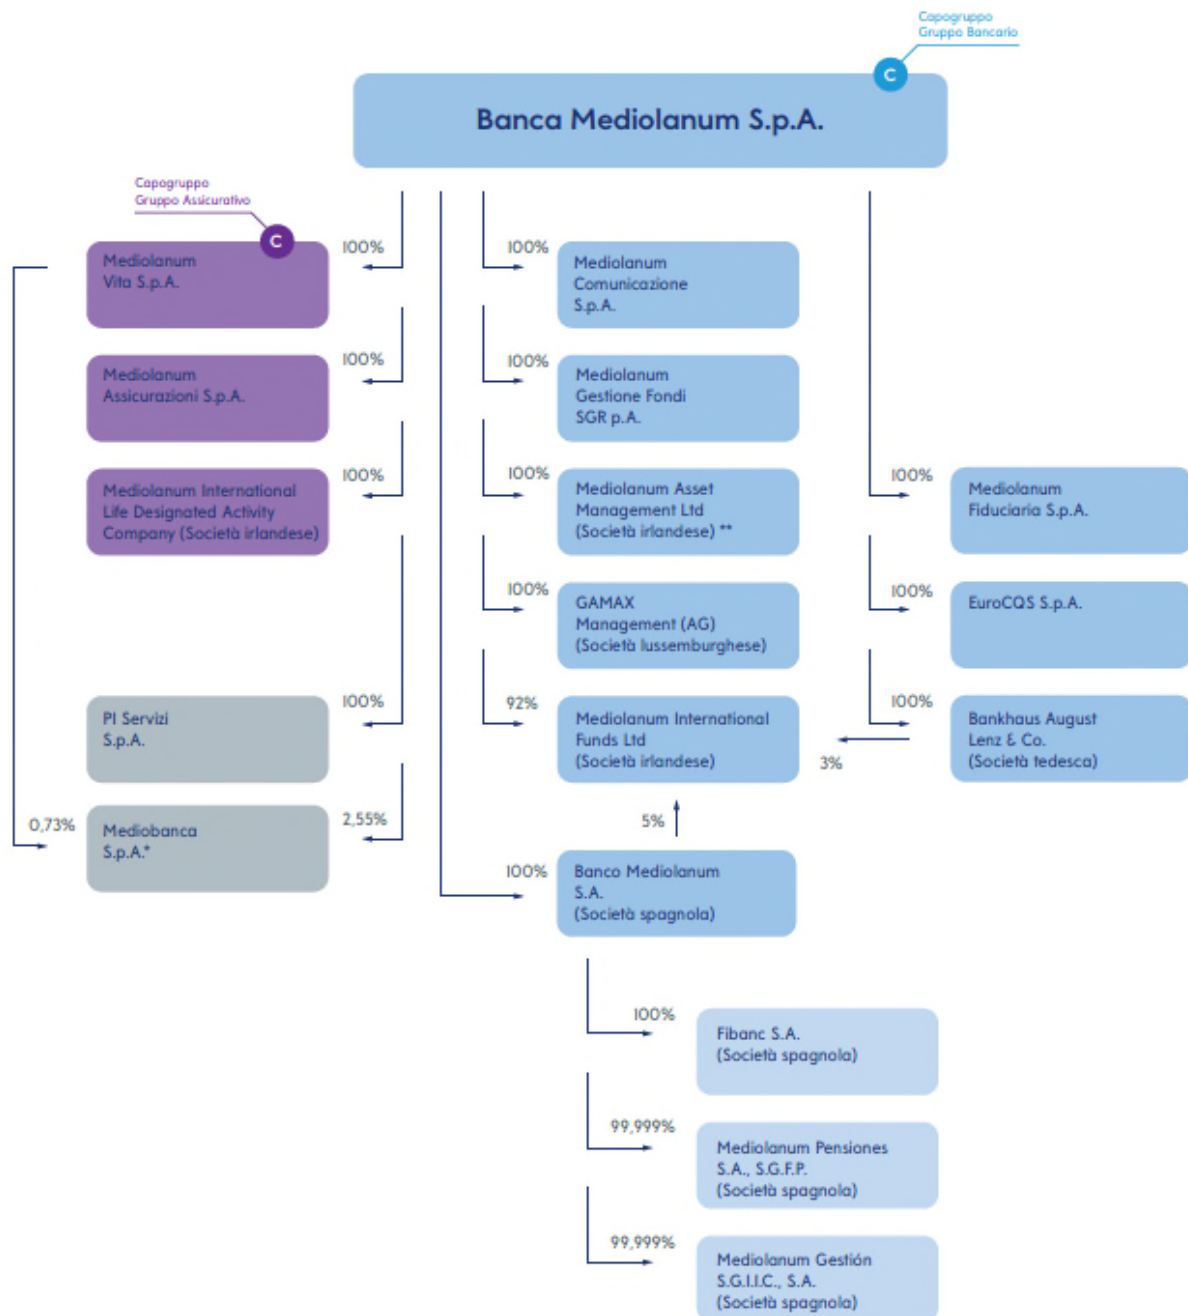 Capogruppo
Gruppo Bancario
C
Banca Mediolanum S.p.A.
Capogruppo
Gruppo Assicurativo
C
100%
Mediolanum
Vita S.p.A.
100%
Mediolanum
Assicurazioni S.p.A.
100%
Mediolanum International
Life Designated Activity
Company (Società irlandese)
100%
PI Servizi
S.p.A.
0,73%
2,55%
Mediobanca
S.p.A.*
100%
Mediolanum
Comunicazione
S.p.A.
100%
Mediolanum
Gestione Fondi
SGR p.A.
100%
Mediolanum Asset
Management Ltd
(Società irlandese) **
100%
GAMAX
Management (AG)
(Società lussemburghese)
92%
Mediolanum International
Funds Ltd
(Società irlandese)
3%
5%
100%
Banco Mediolanum
S.A.
(Società spagnola)
100%
Mediolanum
Fiduciaria S.p.A.
100%
EuroCQS S.p.A.
100%
Bankhaus August
Lenz & Co.
(Società tedesca)
100%
Fibanc S.A.
(Società spagnola)
99,999%
Mediolanum Pensiones
S.A., S.G.F.P.
(Società spagnola)
99,999%
Mediolanum Gestión
S.G.I.I.C., S.A.
(Società spagnola)